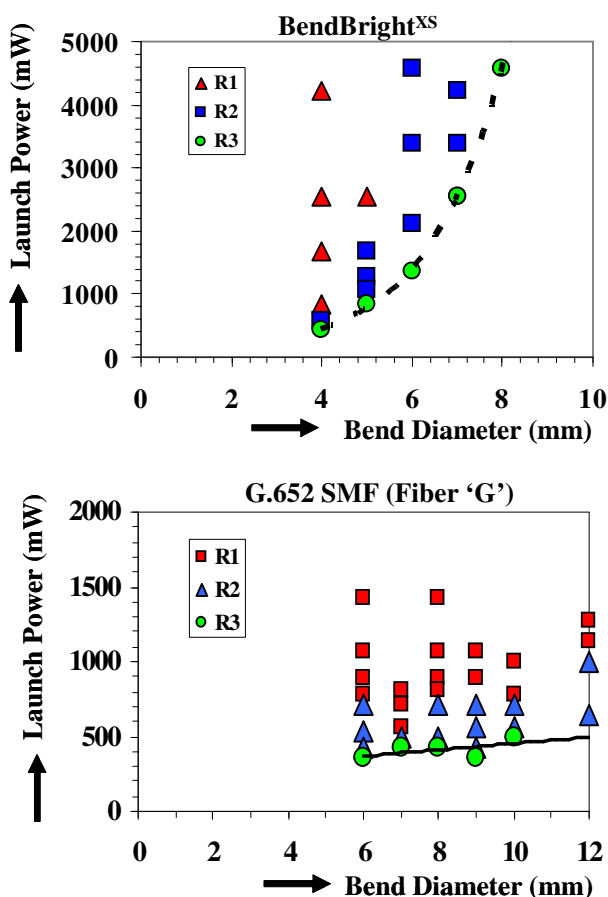 BendBrightXS
Launch Power (mW)
5000
4000
3000
2000
1000
0
R1
R2
R3
0 2 4 6 8 10
Bend Diameter (mm)
G.652 SMF (Fiber ‘G’)
Launch Power (mW)
2000
1500
1000
500
0
R1
R2
R3
0 2 4 6 8 10 12
Bend Diameter (mm)